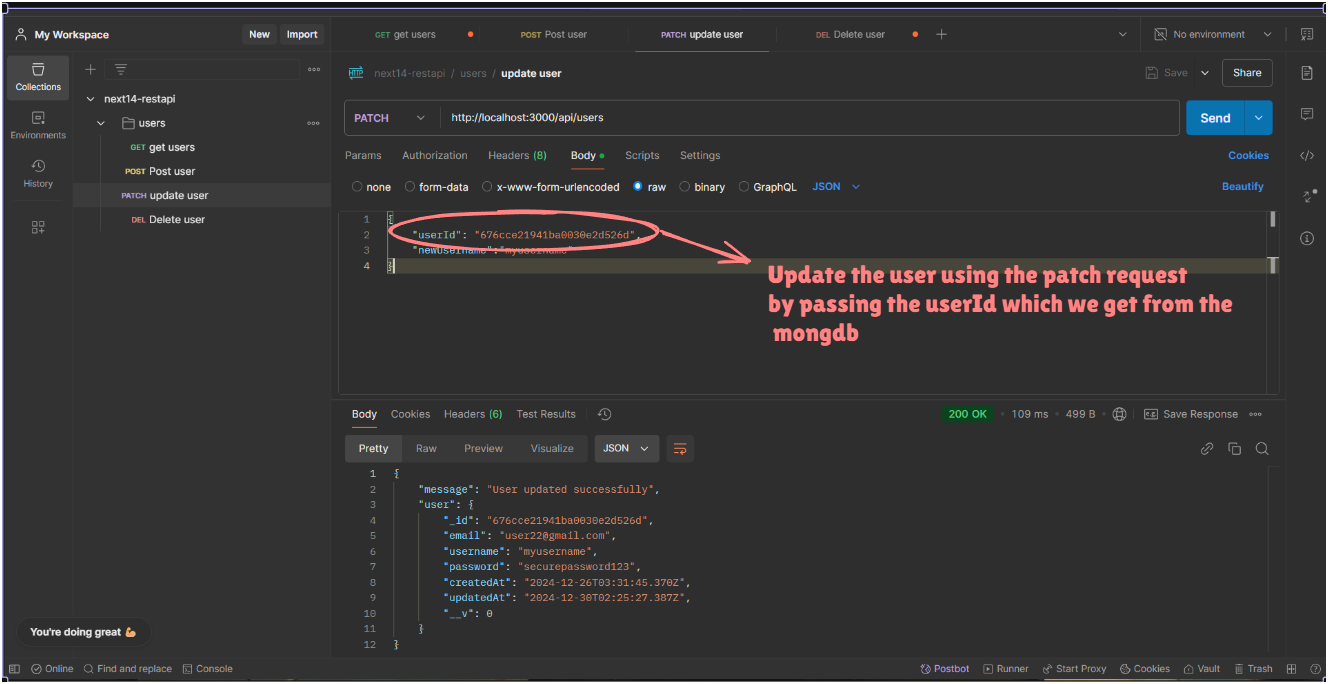 My Workspace
New
Import
GET get users
POST Post user
PATCH update user
DEL Delete user
No environment
Collections
Environments
History
next14-restapi
users
GET get users
POST Post user
PATCH update user
DEL Delete user
HTTP next14-restapi / users / update user
Save
Share
PATCH
http://localhost:3000/api/users
Send
Params
Authorization
Headers (8)
Body
Scripts
Settings
Cookies
none
form-data
x-www-form-urlencoded
raw
binary
GraphQL
JSON
Beautify
1 {
2 "userId": "676cce21941ba0030e2d526d",
3 "newUsername":"myusername"
4 }
Update the user using the patch request
by passing the userId which we get from the
mongdb
Body
Cookies
Headers (6)
Test Results
200 OK
109 ms
499 B
e.g.
Save Response
Pretty
Raw
Preview
Visualize
JSON
1 {
2 "message": "User updated successfully",
3 "user": {
4 "_id": "676cce21941ba0030e2d526d",
5 "email": "user22@gmail.com",
6 "username": "myusername",
7 "password": "securepassword123",
8 "createdAt": "2024-12-26T03:31:45.370Z",
9 "updatedAt": "2024-12-30T02:25:27.387Z",
10 "__v": 0
11 }
12 }
You're doing great 💪
Online
Find and replace
Console
Postbot
Runner
Start Proxy
Cookies
Vault
Trash